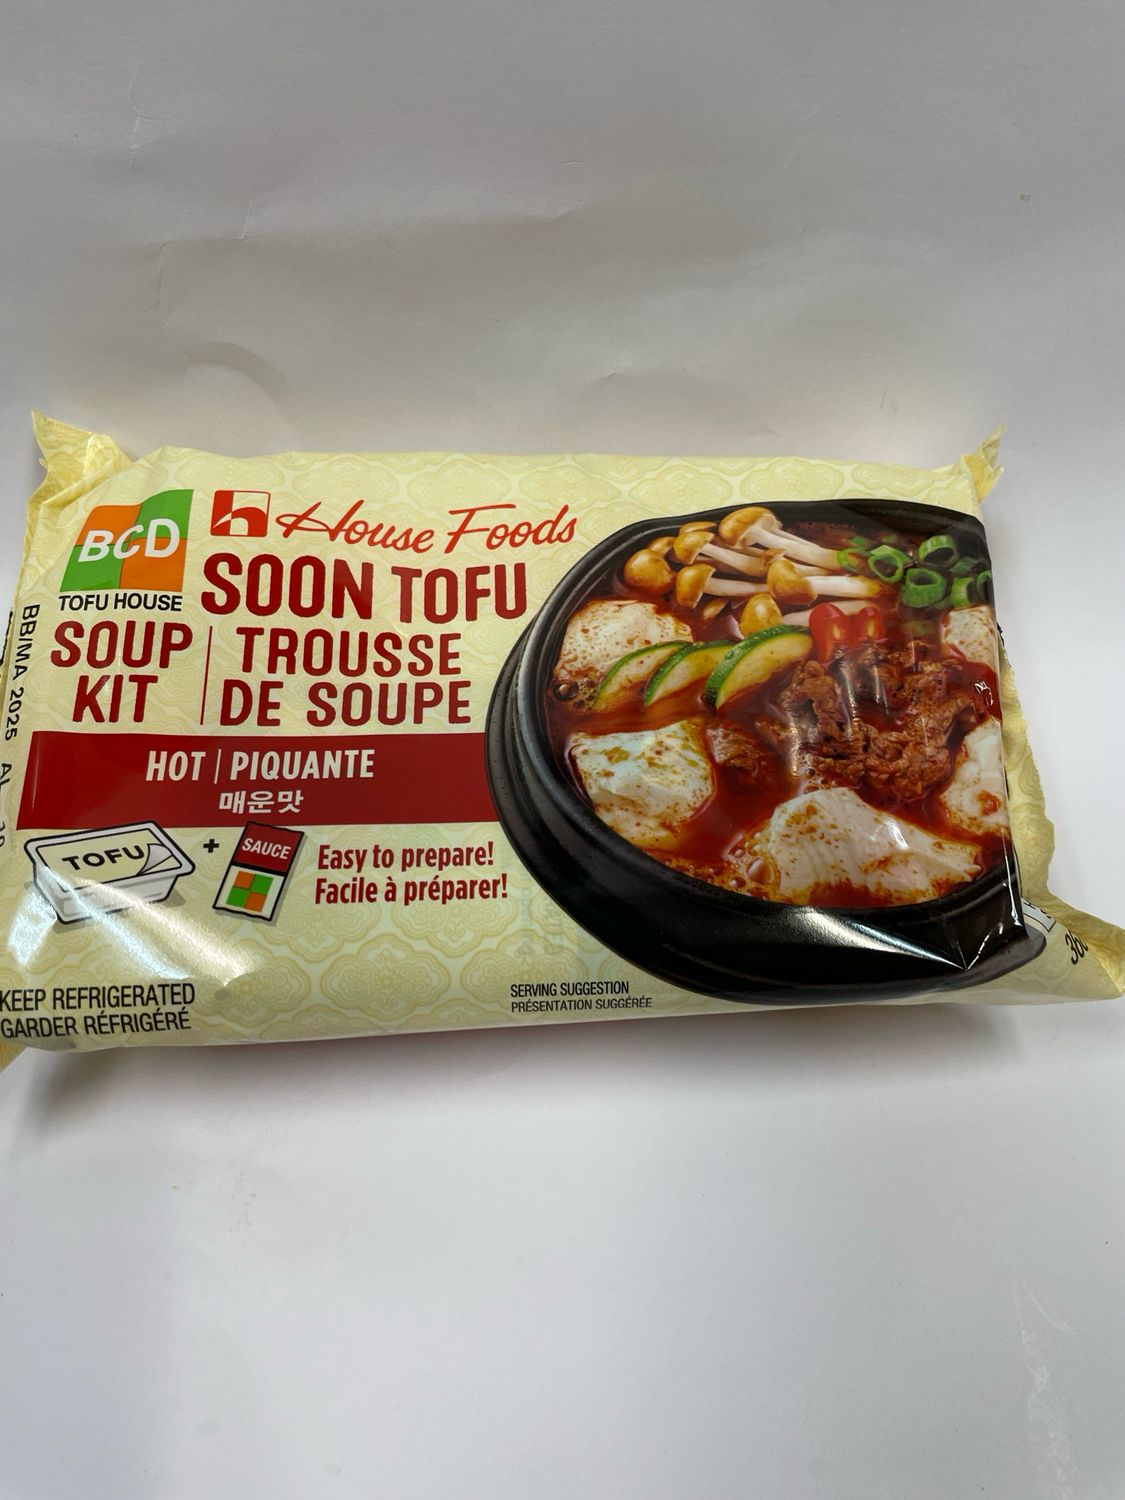 BCD
TOFU HOUSE
House Foods
SOON TOFU
SOUP
KIT
TROUSSE
DE SOUPE
HOT | PIQUANTE
매운맛
TOFU
+
SAUCE
Easy to prepare!
Facile à préparer!
KEEP REFRIGERATED
GARDER RÉFRIGÉRÉ
SERVING SUGGESTION
PRÉSENTATION SUGGÉRÉE
BB/MA 2025